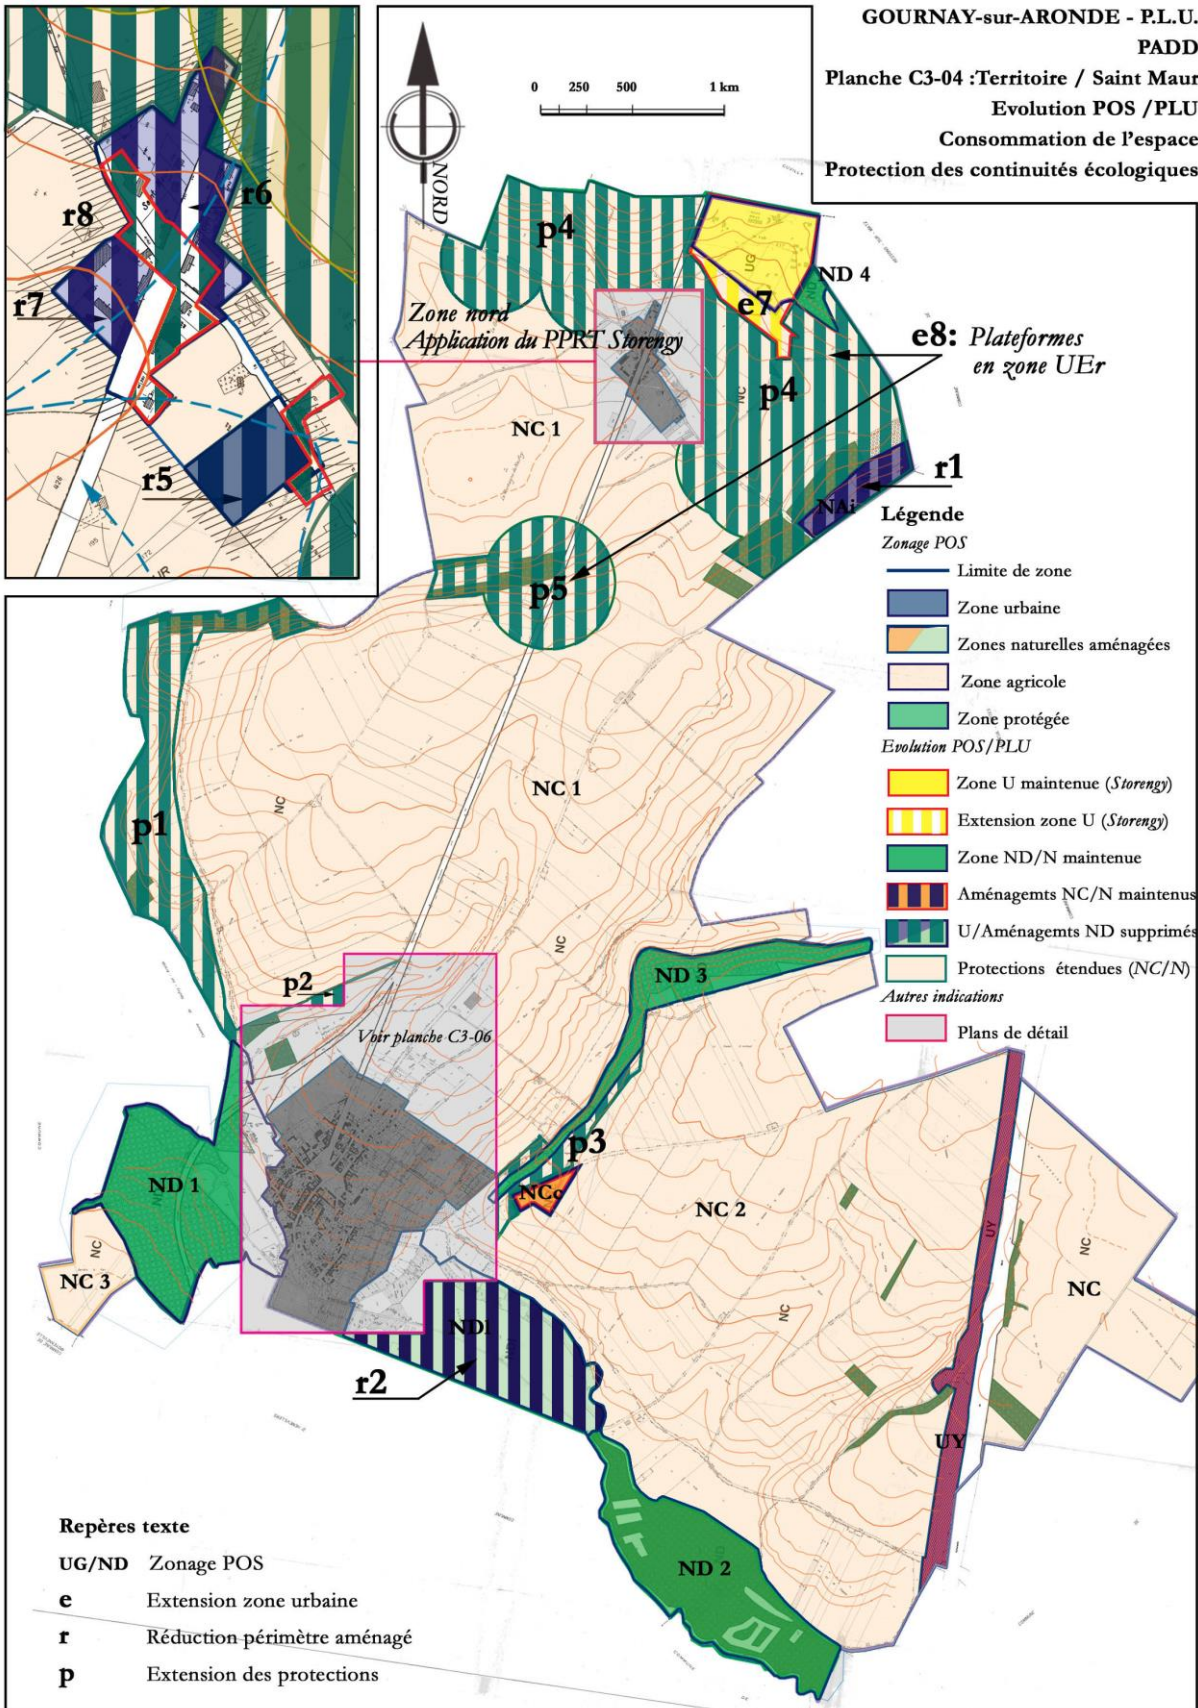 GOURNAY-sur-ARONDE - P.L.U.
PADD
Planche C3-04 :Territoire / Saint Maur
Evolution POS /PLU
Consommation de l'espace
Protection des continuités écologiques
0 250 500 1 km
NORD
r8
r6
r7
r5
p4
UG
ND 4
e7
Zone nord
Application du PPRT Storengy
e8: Plateformes
en zone UEr
p4
NC
NC 1
r1
NAi
p5
Légende
Zonage POS
Limite de zone
Zone urbaine
Zones naturelles aménagées
Zone agricole
Zone protégée
Evolution POS/PLU
Zone U maintenue (Storengy)
Extension zone U (Storengy)
Zone ND/N maintenue
Aménagemts NC/N maintenus
U/Aménagemts ND supprimés
Protections étendues (NC/N)
Autres indications
Plans de détail
NC 1
NC
NC
p1
NC
ND 3
p2
Voir planche C3-06
p3
NCc
ND 1
NC
NC 3
NC 2
NC
UY
NC
NC
NDl
r2
UY
ND 2
Repères texte
UG/ND Zonage POS
e Extension zone urbaine
r Réduction périmètre aménagé
p Extension des protections